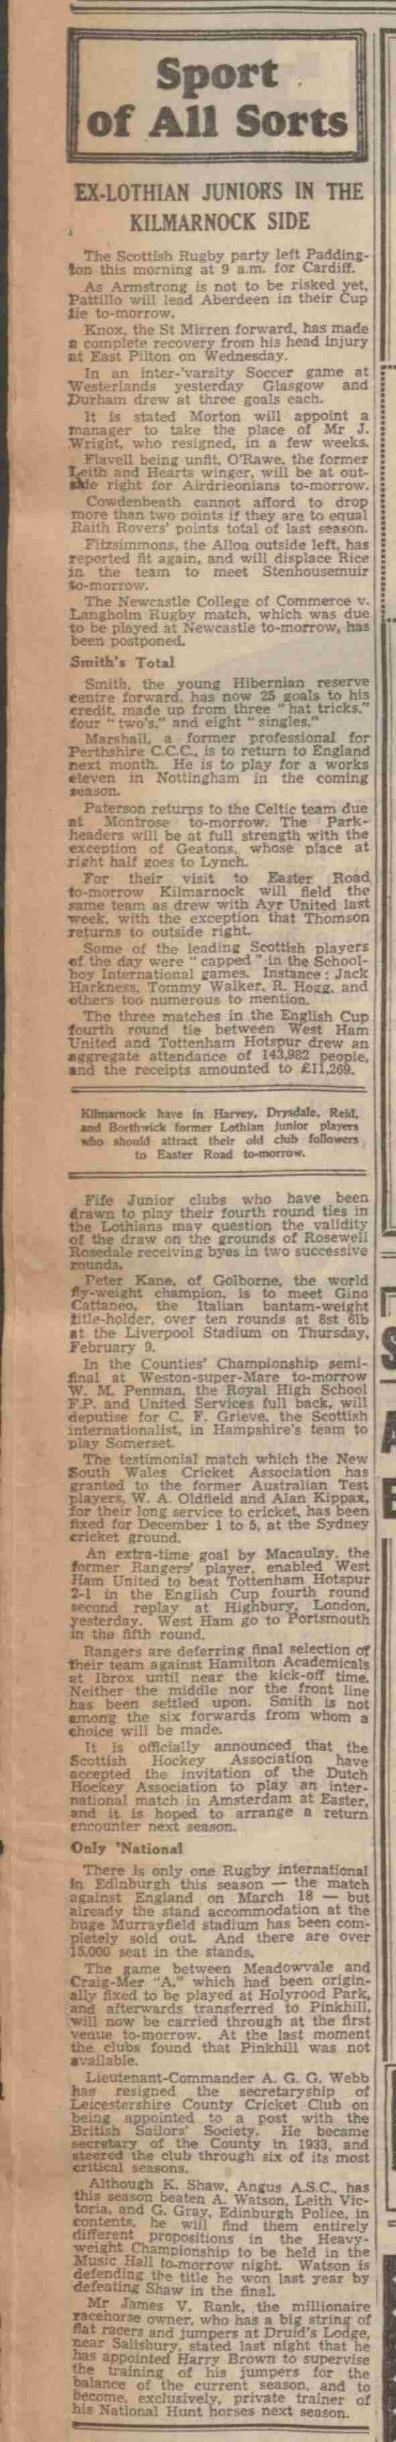 Sport
of All Sorts
EX-LOTHIAN JUNIORS IN THE
KILMARNOCK SIDE
The Scottish Rugby party left Padding-
ton this morning at 9 a.m. for Cardiff.
As Armstrong is not to be risked yet,
Pattillo will lead Aberdeen in their Cup
tie to-morrow.
Knox, the St Mirren forward, has made
a complete recovery from his head injury
at East Pilton on Wednesday.
In an inter-'varsity Soccer game at
Westerlands yesterday Glasgow and
Durham drew at three goals each.
It is stated Morton will appoint a
manager to take the place of Mr J.
Wright, who resigned, in a few weeks.
Flavell being unfit, O'Rawe, the former
Leith and Hearts winger, will be at out-
side right for Airdrieonians to-morrow.
Cowdenbeath cannot afford to drop
more than two points if they are to equal
Raith Rovers' points total of last season.
Fitzsimmons, the Alloa outside left, has
reported fit again, and will displace Rice
in the team to meet Stenhousemuir
to-morrow.
The Newcastle College of Commerce v.
Langholm Rugby match, which was due
to be played at Newcastle to-morrow, has
been postponed.
Smith's Total
Smith, the young Hibernian reserve
centre forward, has now 25 goals to his
credit, made up from three "hat tricks,"
four "two's," and eight "singles."
Marshall, a former professional for
Perthshire C.C.C., is to return to England
next month. He is to play for a works
eleven in Nottingham in the coming
season.
Paterson returns to the Celtic team due
at Montrose to-morrow. The Park-
headers will be at full strength with the
exception of Geatons, whose place at
right half goes to Lynch.
For their visit to Easter Road
to-morrow Kilmarnock will field the
same team as drew with Ayr United last
week, with the exception that Thomson
returns to outside right.
Some of the leading Scottish players
of the day were "capped" in the School-
boy International games. Instance: Jack
Harkness, Tommy Walker, R. Hogg, and
others too numerous to mention.
The three matches in the English Cup
fourth round tie between West Ham
United and Tottenham Hotspur drew an
aggregate attendance of 143,982 people,
and the receipts amounted to £11,269.
Kilmarnock have in Harvey, Drysdale, Reid,
and Borthwick former Lothian Junior players
who should attract their old club followers
to Easter Road to-morrow.
Fife Junior clubs who have been
drawn to play their fourth round ties in
the Lothians may question the validity
of the draw on the grounds of Rosewell
Rosedale receiving byes in two successive
rounds.
Peter Kane, of Golborne, the world
fly-weight champion, is to meet Gino
Cattaneo, the Italian bantam-weight
title-holder, over ten rounds at 8st 6lb
at the Liverpool Stadium on Thursday,
February 9.
In the Counties' Championship semi-
final at Weston-super-Mare to-morrow
W. M. Penman, the Royal High School
F.P. and United Services full back, will
deputise for C. F. Grieve, the Scottish
internationalist, in Hampshire's team to
play Somerset.
The testimonial match which the New
South Wales Cricket Association has
granted to the former Australian Test
players, W. A. Oldfield and Alan Kippax,
for their long service to cricket, has been
fixed for December 1 to 5, at the Sydney
cricket ground.
An extra-time goal by Macaulay, the
former Rangers' player, enabled West
Ham United to beat Tottenham Hotspur
2-1 in the English Cup fourth round
second replay at Highbury, London,
yesterday. West Ham go to Portsmouth
in the fifth round.
Rangers are deferring final selection of
their team against Hamilton Academicals
at Ibrox until near the kick-off time.
Neither the middle nor the front line
has been settled upon. Smith is not
among the six forwards from whom a
choice will be made.
It is officially announced that the
Scottish Hockey Association have
accepted the invitation of the Dutch
Hockey Association to play an inter-
national match in Amsterdam at Easter,
and it is hoped to arrange a return
encounter next season.
Only 'National
There is only one Rugby international
in Edinburgh this season — the match
against England on March 18 — but
already the stand accommodation at the
huge Murrayfield stadium has been com-
pletely sold out. And there are over
15,000 seat in the stands.
The game between Meadowvale and
Craig-Mer "A," which had been origin-
ally fixed to be played at Holyrood Park,
and afterwards transferred to Pinkhill,
will now be carried through at the first
venue to-morrow. At the last moment
the clubs found that Pinkhill was not
available.
Lieutenant-Commander A. G. G. Webb
has resigned the secretaryship of
Leicestershire County Cricket Club on
being appointed to a post with the
British Sailors' Society. He became
secretary of the County in 1933, and
steered the club through six of its most
critical seasons.
Although K. Shaw, Angus A.S.C., has
this season beaten A. Watson, Leith Vic-
toria, and G. Gray, Edinburgh Police, in
contents, he will find them entirely
different propositions in the Heavy-
weight Championship to be held in the
Music Hall to-morrow night. Watson is
defending the title he won last year by
defeating Shaw in the final.
Mr James V. Rank, the millionaire
racehorse owner, who has a big string of
flat racers and jumpers at Druid's Lodge,
near Salisbury, stated last night that he
has appointed Harry Brown to supervise
the training of his jumpers for the
balance of the current season, and to
become, exclusively, private trainer of
his National Hunt horses next season.